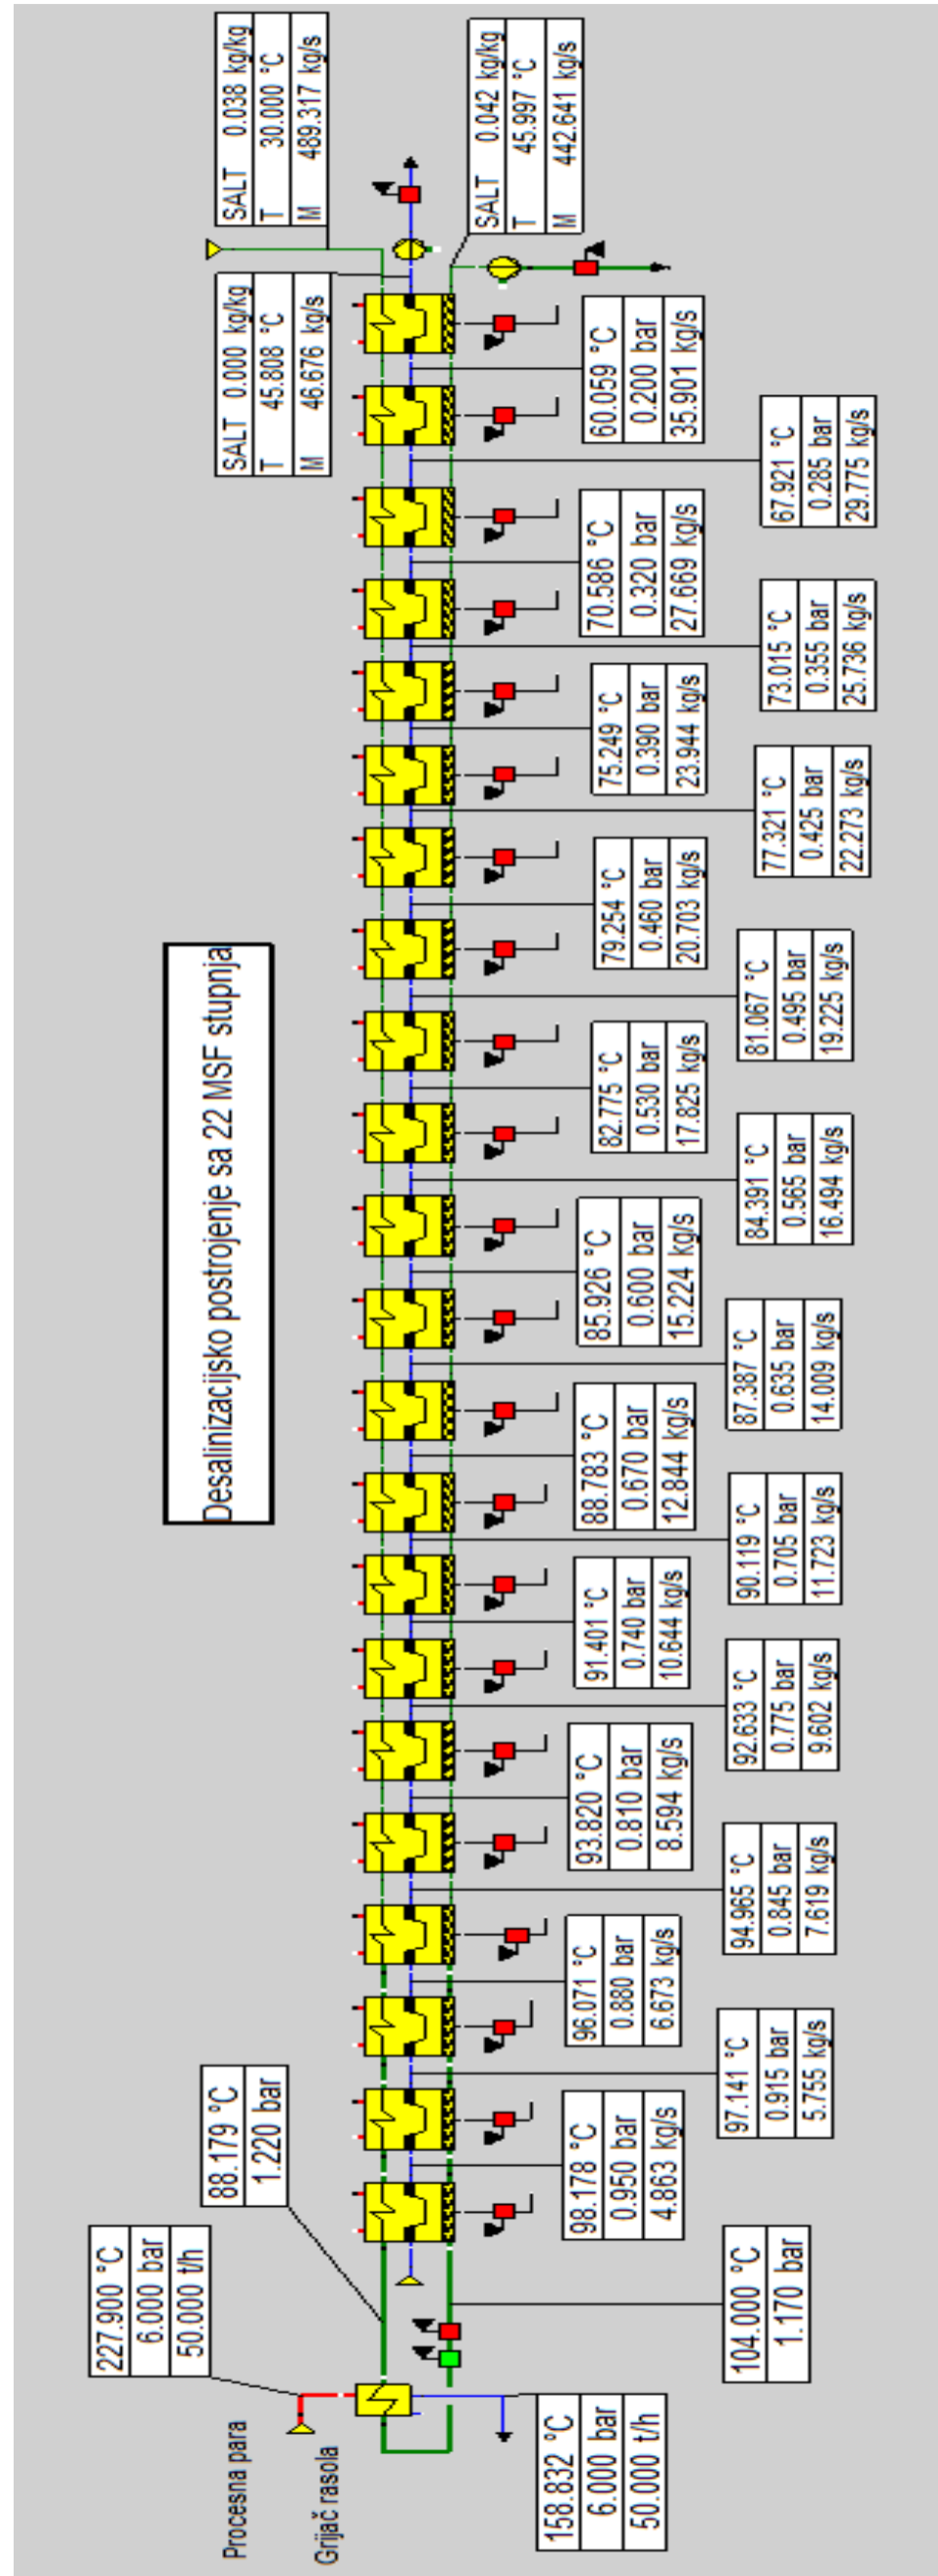 Desalinizacijsko postrojenje sa 22 MSF stupnja
Procesna para
Grijač rasola
227.900 °C
6.000 bar
50.000 t/h
88.179 °C
1.220 bar
158.832 °C
6.000 bar
50.000 t/h
104.000 °C
1.170 bar
98.178 °C
0.950 bar
4.863 kg/s
97.141 °C
0.915 bar
5.755 kg/s
96.071 °C
0.880 bar
6.673 kg/s
94.965 °C
0.845 bar
7.619 kg/s
93.820 °C
0.810 bar
8.594 kg/s
92.633 °C
0.775 bar
9.602 kg/s
91.401 °C
0.740 bar
10.644 kg/s
90.119 °C
0.705 bar
11.723 kg/s
88.783 °C
0.670 bar
12.844 kg/s
87.387 °C
0.635 bar
14.009 kg/s
85.926 °C
0.600 bar
15.224 kg/s
84.391 °C
0.565 bar
16.494 kg/s
82.775 °C
0.530 bar
17.825 kg/s
81.067 °C
0.495 bar
19.225 kg/s
79.254 °C
0.460 bar
20.703 kg/s
77.321 °C
0.425 bar
22.273 kg/s
75.249 °C
0.390 bar
23.944 kg/s
73.015 °C
0.355 bar
25.736 kg/s
70.586 °C
0.320 bar
27.669 kg/s
67.921 °C
0.285 bar
29.775 kg/s
60.059 °C
0.200 bar
35.901 kg/s
SALT 0.000 kg/kg
T 45.808 °C
M 46.676 kg/s
SALT 0.038 kg/kg
T 30.000 °C
M 489.317 kg/s
SALT 0.042 kg/kg
T 45.997 °C
M 442.641 kg/s